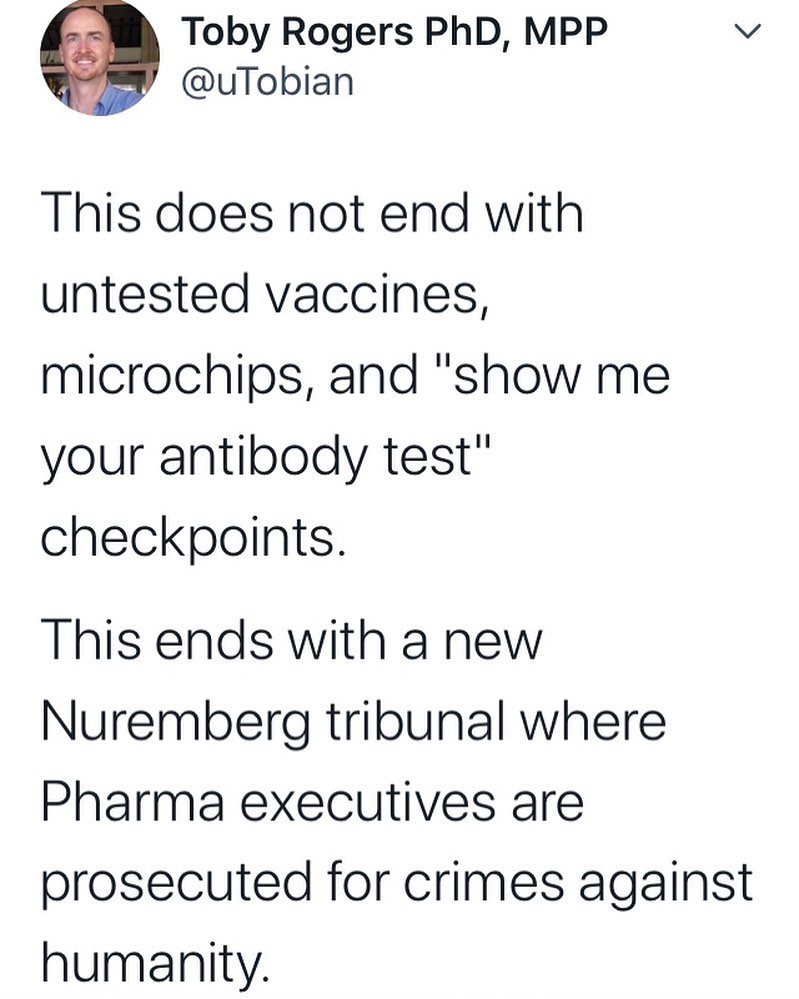 Toby Rogers PhD, MPP
@uTobian
This does not end with
untested vaccines,
microchips, and "show me
your antibody test"
checkpoints.
This ends with a new
Nuremberg tribunal where
Pharma executives are
prosecuted for crimes against
humanity.